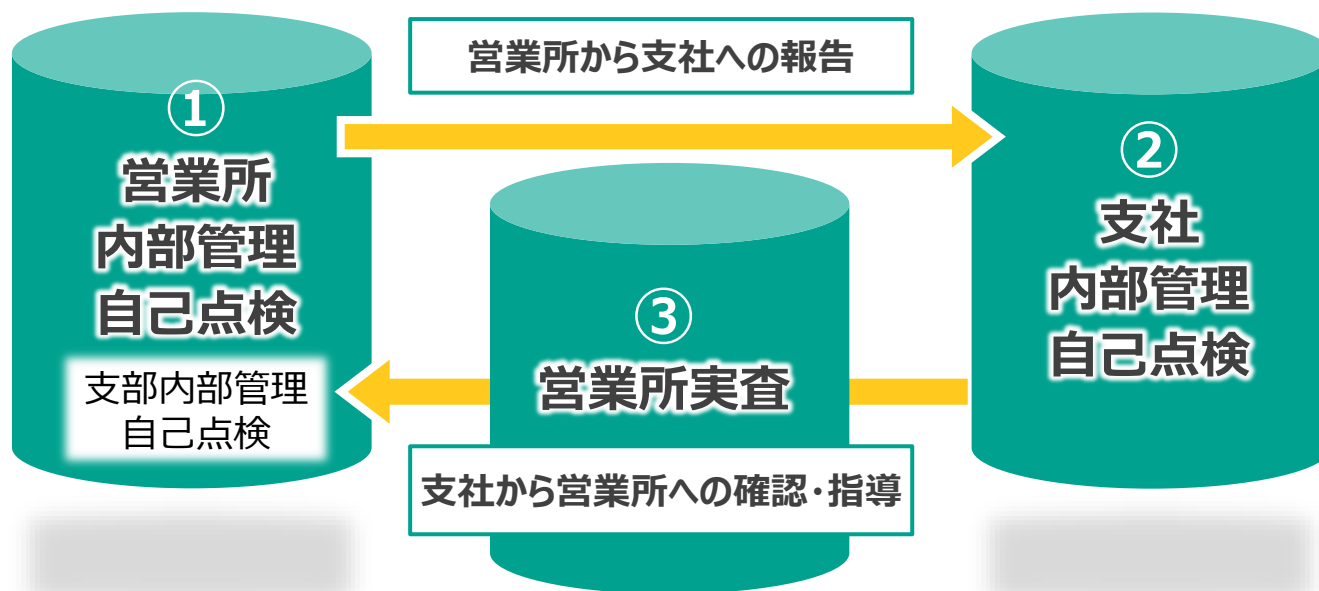 営業所から支社への報告
①
営業所
内部管理
自己点検
支部内部管理
自己点検
②
支社
内部管理
自己点検
③
営業所実査
支社から営業所への確認・指導